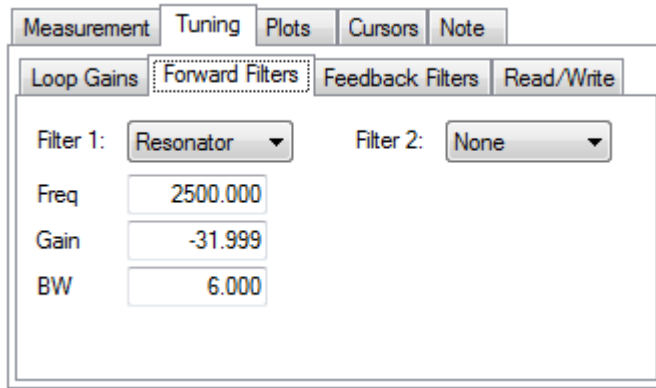 Measurement Tuning Plots Cursors Note
Loop Gains Forward Filters Feedback Filters Read/Write
Filter 1: Resonator Filter 2: None
Freq 2500.000
Gain -31.999
BW 6.000